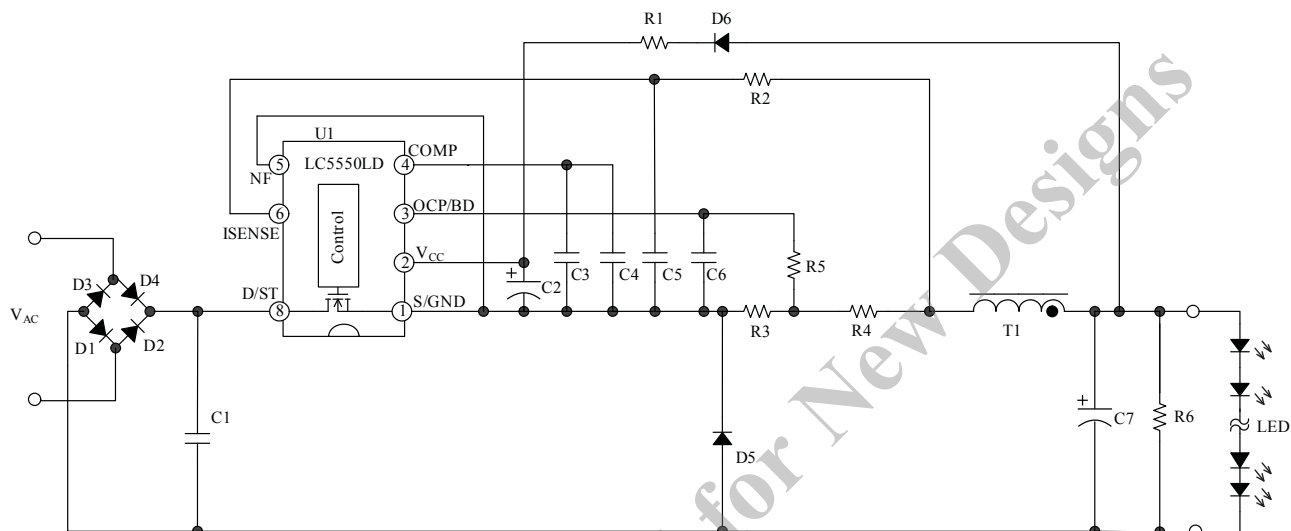 R1 D6
R2
U1
LC5550LD
5
NF
4
COMP
6
ISENSE
3
OCP/BD
Control
2
VCC
8
D/ST
1
S/GND
VAC
D3
D4
D1
D2
C1
+
C2
C3
C4
C5
C6
R5
R3
R4
T1
D5
+
C7
R6
LED
for New Designs